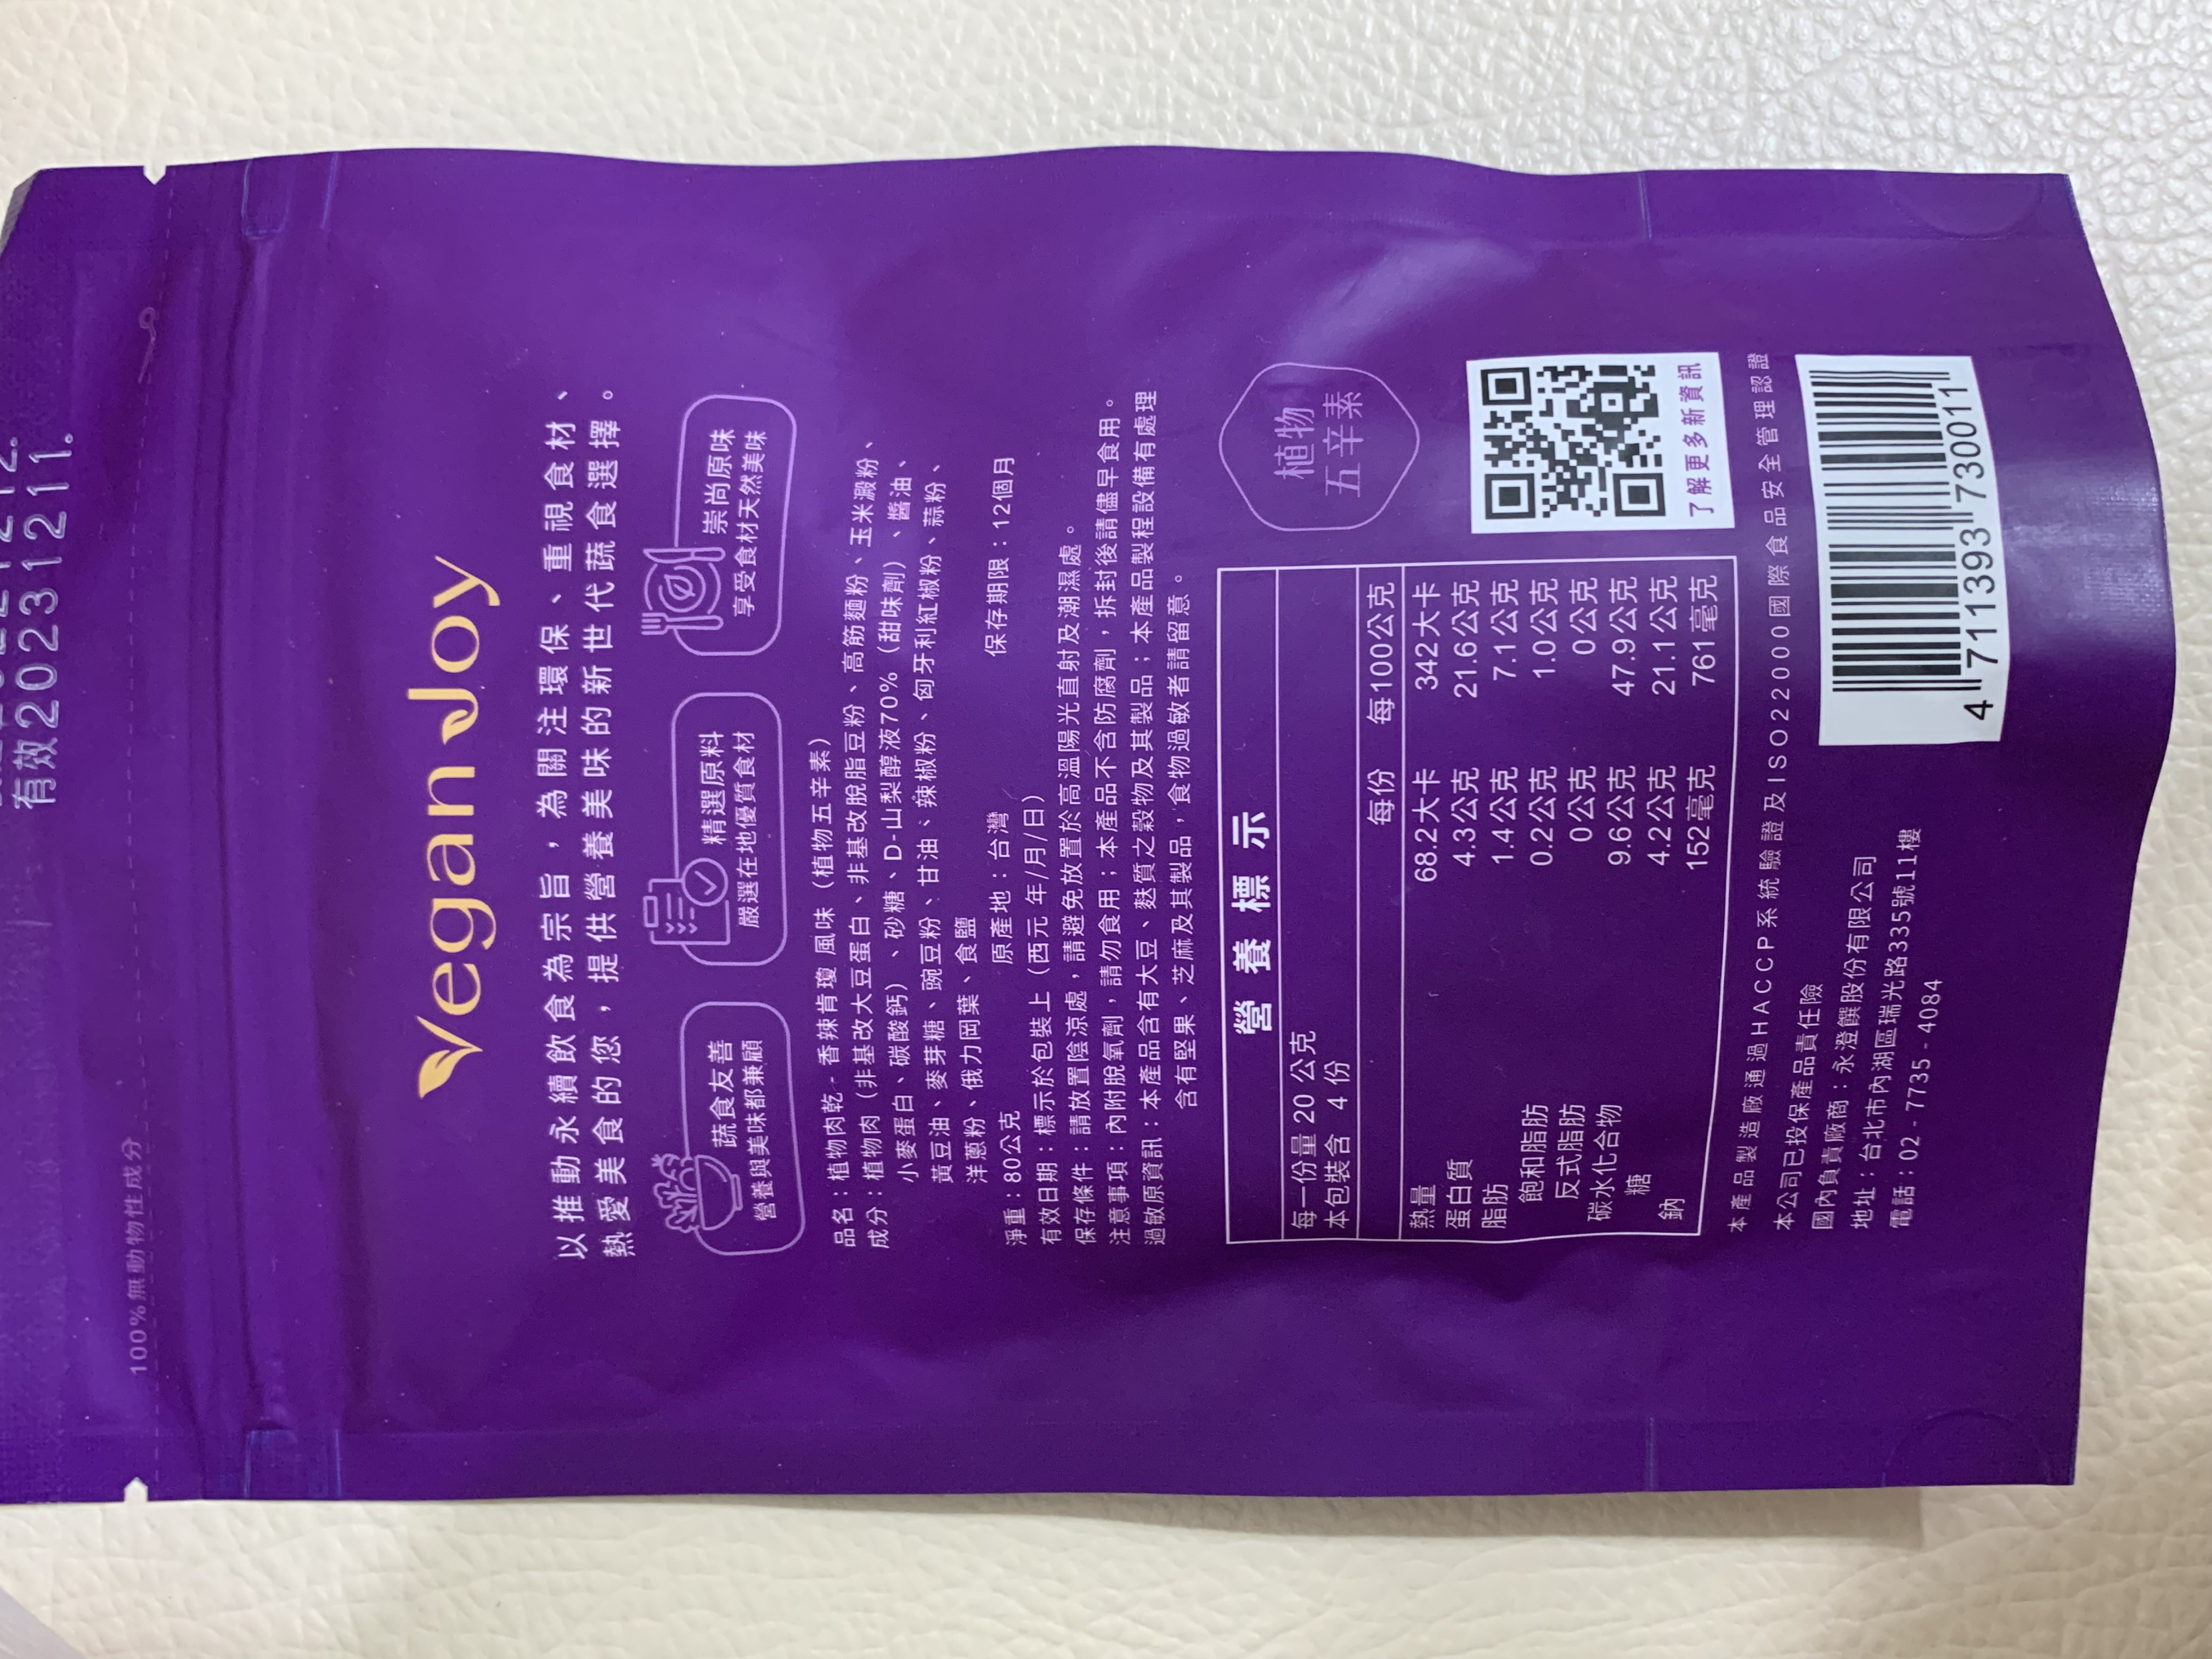 有效20231211.
100%無動物性成分
Vegan Joy
以推動永續飲食為宗旨，為關注環保、重視食材、
熱愛美食的您，提供營養美味的新世代蔬食選擇。
蔬食友善
營養與美味都兼顧
精選原料
嚴選在地優質食材
崇尚原味
享受食材天然美味
品名：植物肉乾-香辣肯瓊 風味（植物五辛素）
成分：植物肉（非基改大豆蛋白、非基改脫脂豆粉、高筋麵粉、玉米澱粉、
小麥蛋白、碳酸鈣）、砂糖、D-山梨醇液70%（甜味劑）、醬油、
黃豆油、麥芽糖、豌豆粉、甘油、辣椒粉、匈牙利紅椒粉、蒜粉、
洋蔥粉、俄力岡葉、食鹽
淨重：80公克 原產地：台灣 保存期限：12個月
有效日期：標示於包裝上（西元 年/月/日）
保存條件：請放置陰涼處，請避免放置於高溫陽光直射及潮濕處。
注意事項：內附脫氧劑，請勿食用；本產品不含防腐劑，拆封後請儘早食用。
過敏原資訊：本產品含有大豆、麩質之穀物及其製品；本產品製程設備有處理
含有堅果、芝麻及其製品，食物過敏者請留意。
營養標示
每一份量 20 公克
本包裝含 4 份
每份 每100公克
熱量 68.2大卡 342大卡
蛋白質 4.3公克 21.6公克
脂肪 1.4公克 7.1公克
飽和脂肪 0.2公克 1.0公克
反式脂肪 0公克 0公克
碳水化合物 9.6公克 47.9公克
糖 4.2公克 21.1公克
鈉 152毫克 761毫克
植物
五辛素
了解更多新資訊
本產品製造廠通過HACCP系統驗證及ISO22000國際食品安全管理認證
本公司已投保產品責任險
國內負責廠商：永澄饌股份有限公司
地址：台北市內湖區瑞光路335號11樓
電話：02-7735-4084
4 711393 730011